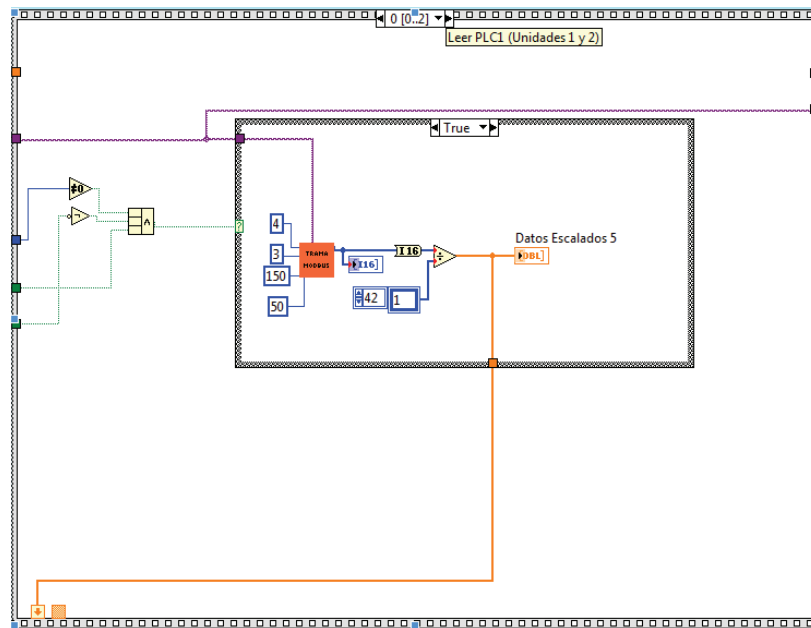 0 [0..2]
Leer PLC1 (Unidades 1 y 2)
True
≠0
A
?
4
3
150
50
TRAMA
MODBUS
I16]
I16
÷
42
1
Datos Escalados 5
DBL]